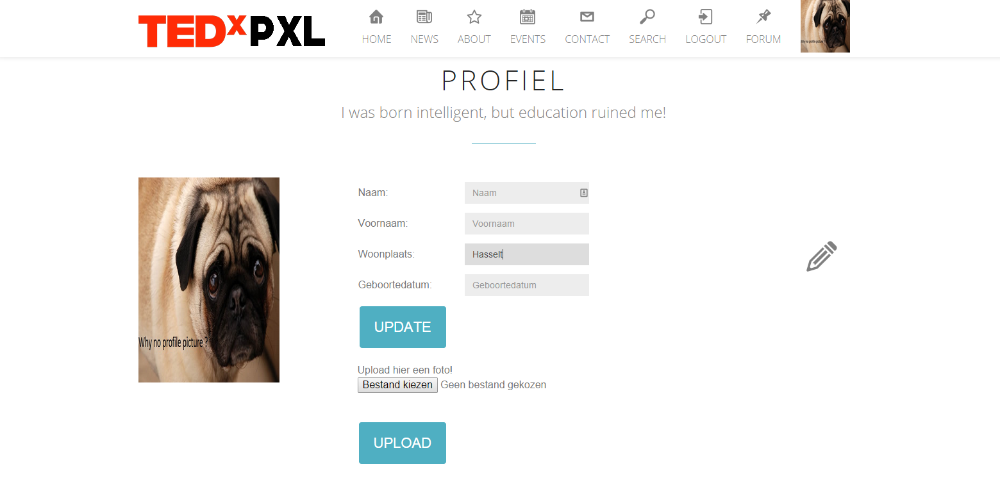 TEDxPXL
HOME NEWS ABOUT EVENTS CONTACT SEARCH LOGOUT FORUM
Why no profile picture ?
PROFIEL
I was born intelligent, but education ruined me!
Why no profile picture ?
Naam: Naam
Voornaam: Voornaam
Woonplaats: Hasselt
Geboortedatum: Geboortedatum
UPDATE
Upload hier een foto!
Bestand kiezen Geen bestand gekozen
UPLOAD